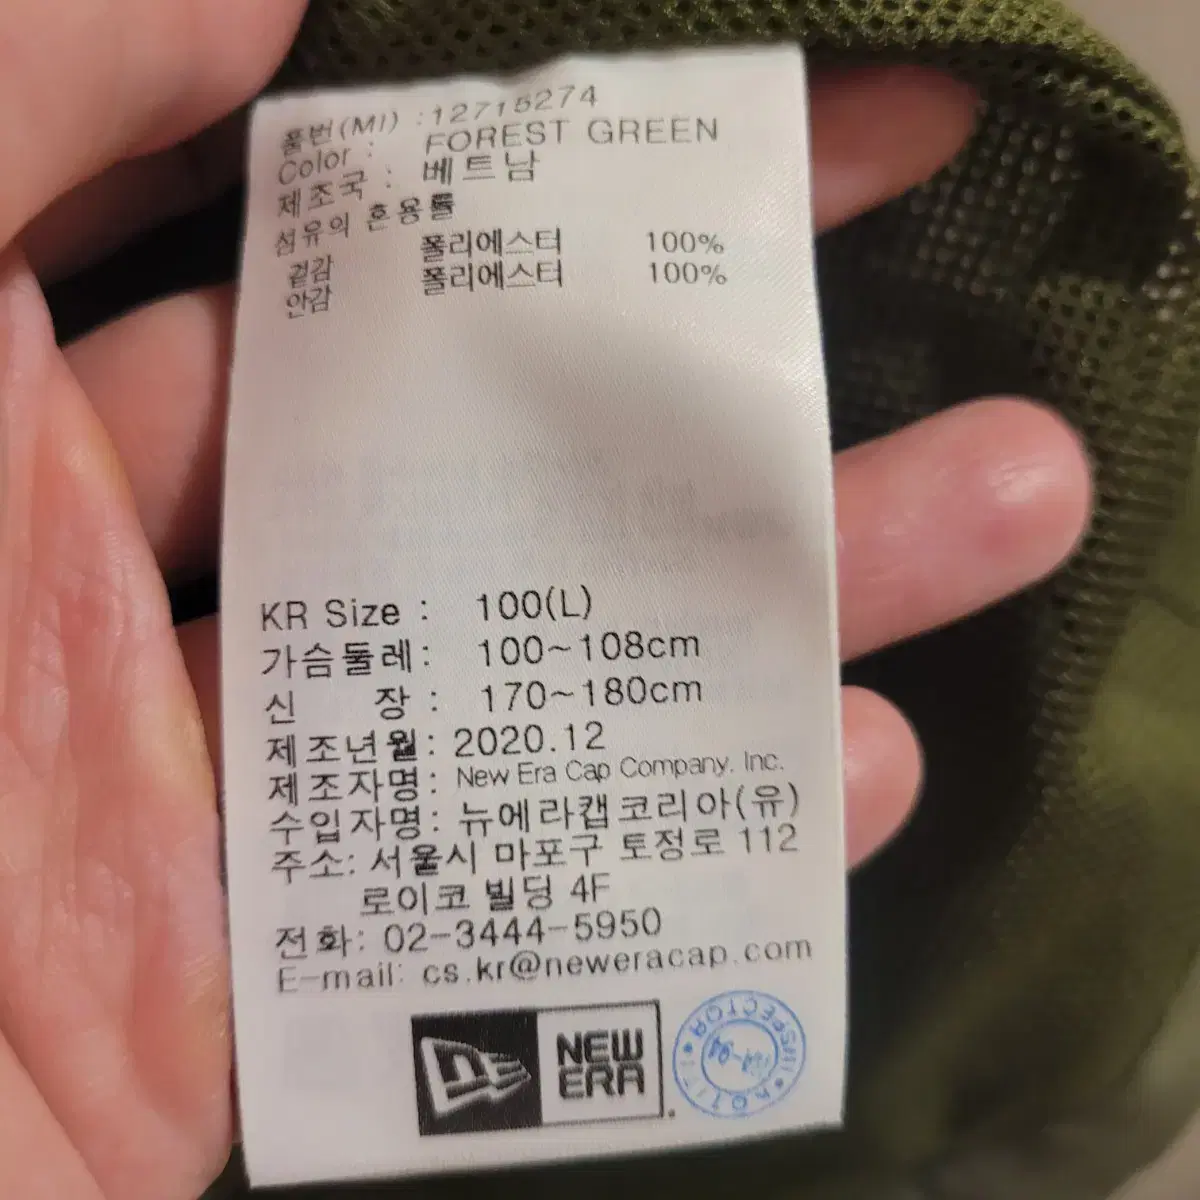 품번(MI) :12715274
Color : FOREST GREEN
제조국 : 베트남
섬유의 혼용률
겉감 폴리에스터 100%
안감 폴리에스터 100%
KR Size : 100(L)
가슴둘레: 100~108cm
신 장 : 170~180cm
제조년월: 2020.12
제조자명: New Era Cap Company. Inc.
수입자명: 뉴에라캡코리아(유)
주소: 서울시 마포구 토정로 112
로이코 빌딩 4F
전화: 02-3444-5950
E-mail: cs.kr@neweracap.com
NEW
ERA
INSPECTOR
KOTITI